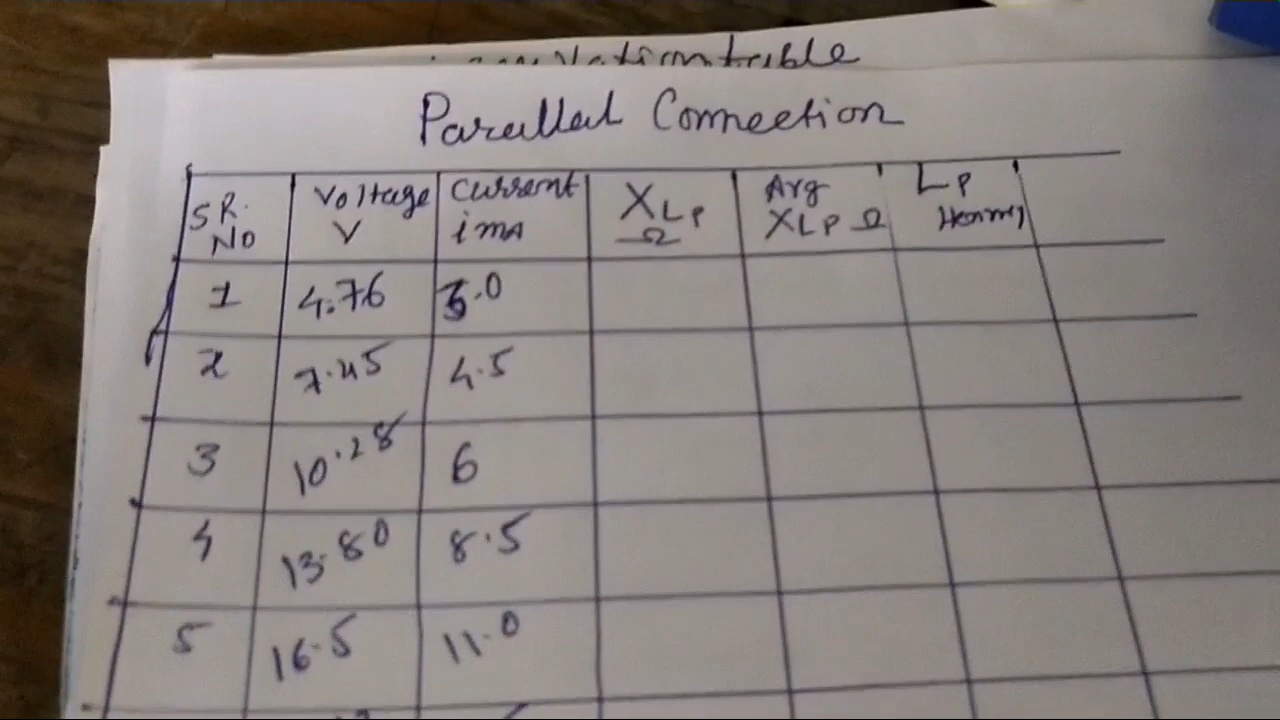 Parallal Connection
SR. NO Voltage V Current i mA XLP Ω Avg XLP Ω LP Henry
1 4.76 3.0
2 7.45 4.5
3 10.28 6
4 13.80 8.5
5 16.5 11.0